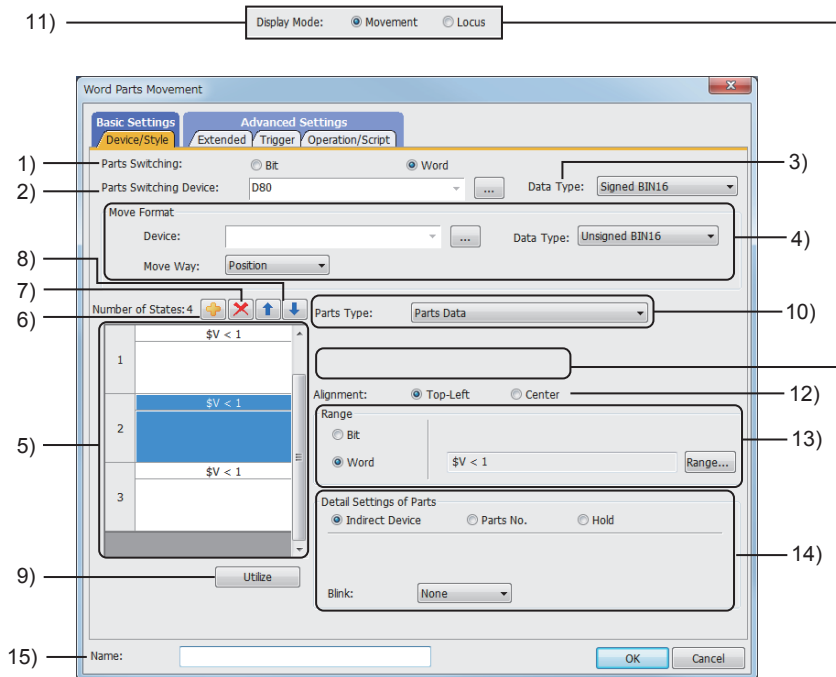 11) Display Mode: Movement Locus
Word Parts Movement
Basic Settings Advanced Settings
Device/Style Extended Trigger Operation/Script
1) Parts Switching: Bit Word 3)
2) Parts Switching Device: D80 ... Data Type: Signed BIN16
Move Format
Device: ... Data Type: Unsigned BIN16 4)
8) Move Way: Position
7)
6) Number of States:4 Parts Type: Parts Data 10)
$V < 1
1
Alignment: Top-Left Center 12)
$V < 1
2
5)
Range
Bit 13)
Word $V < 1 Range...
$V < 1
3
Detail Settings of Parts
Indirect Device Parts No. Hold
14)
9) Utilize
Blink: None
15) Name: OK Cancel